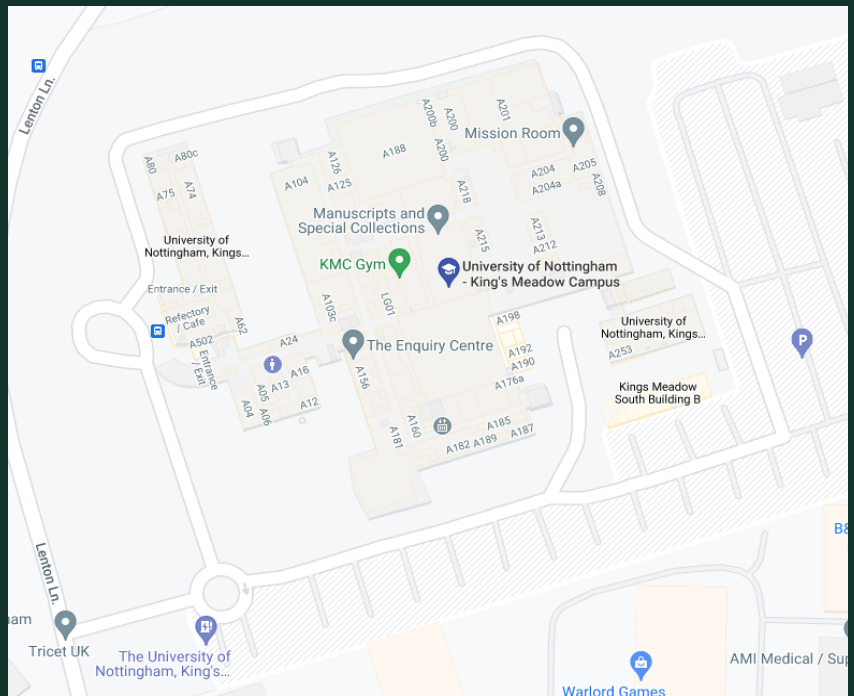 Lenton Ln.
A200b
A200
A201
Mission Room
A200
A188
A126
A80
A80c
A104
A125
A204
A205
A204a
A208
A75
A74
A218
Manuscripts and
Special Collections
A213
A215
A212
University of
Nottingham, Kings...
KMC Gym
University of Nottingham
- King's Meadow Campus
Entrance / Exit
LG01
A103c
Refectory
/ Cafe
A62
A198
University of
Nottingham, Kings...
A502
A24
The Enquiry Centre
A192
A253
P
Entrance
/ Exit
A190
A16
A156
A176a
A13
A05
Kings Meadow
South Building B
A04
A06
A12
A160
A181
A185
A187
A182
A189
Lenton Ln.
B&
am
Tricet UK
The University of
Nottingham, King's...
AMI Medical / Sup
Warlord Games